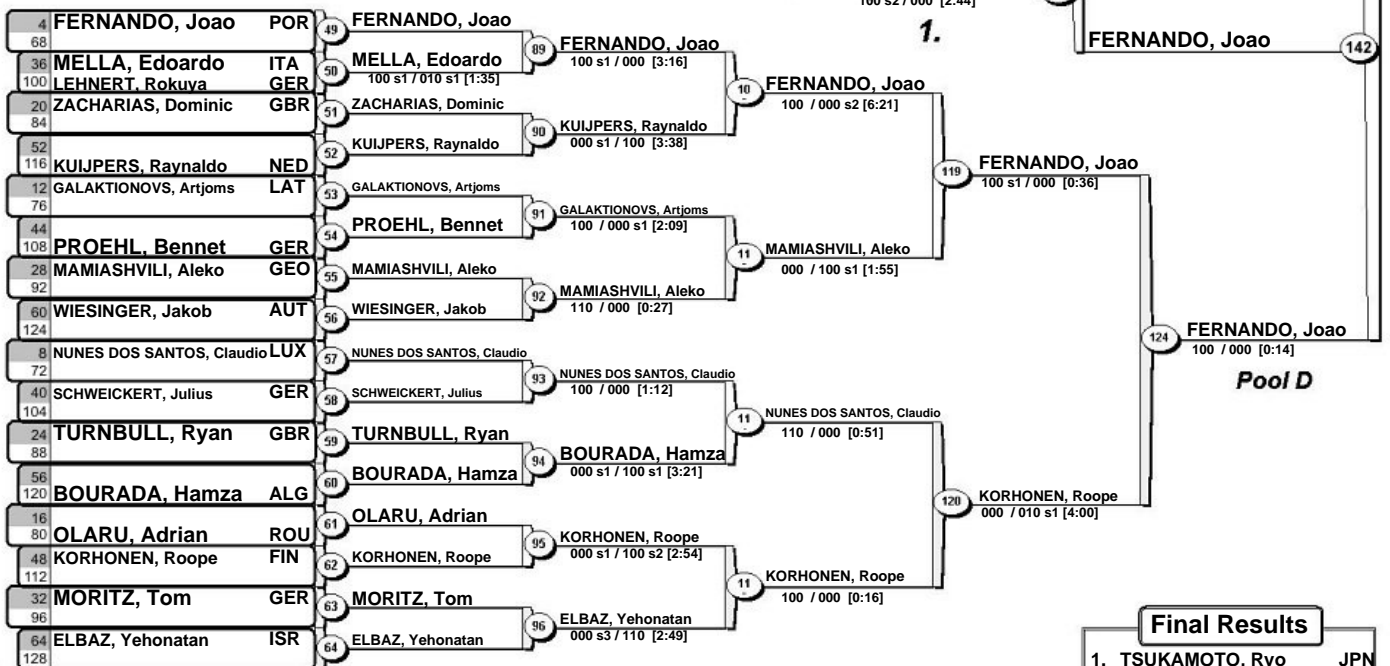 100 s2 / 000 [2:44]
1.
FERNANDO, Joao
142
4 FERNANDO, Joao POR
68
36 MELLA, Edoardo ITA
100 LEHNERT, Rokuya GER
20 ZACHARIAS, Dominic GBR
84
52
116 KUIJPERS, Raynaldo NED
12 GALAKTIONOVS, Artjoms LAT
76
44
108 PROEHL, Bennet GER
28 MAMIASHVILI, Aleko GEO
92
60 WIESINGER, Jakob AUT
124
8 NUNES DOS SANTOS, Claudio LUX
72
40 SCHWEICKERT, Julius GER
104
24 TURNBULL, Ryan GBR
88
56
120 BOURADA, Hamza ALG
16
80 OLARU, Adrian ROU
48 KORHONEN, Roope FIN
112
32 MORITZ, Tom GER
96
64 ELBAZ, Yehonatan ISR
128
49 FERNANDO, Joao
50 MELLA, Edoardo
100 s1 / 010 s1 [1:35]
51 ZACHARIAS, Dominic
52 KUIJPERS, Raynaldo
53 GALAKTIONOVS, Artjoms
54 PROEHL, Bennet
55 MAMIASHVILI, Aleko
56 WIESINGER, Jakob
57 NUNES DOS SANTOS, Claudio
58 SCHWEICKERT, Julius
59 TURNBULL, Ryan
60 BOURADA, Hamza
61 OLARU, Adrian
62 KORHONEN, Roope
63 MORITZ, Tom
64 ELBAZ, Yehonatan
89 FERNANDO, Joao
100 s1 / 000 [3:16]
90 KUIJPERS, Raynaldo
000 s1 / 100 [3:38]
91 GALAKTIONOVS, Artjoms
100 / 000 s1 [2:09]
92 MAMIASHVILI, Aleko
110 / 000 [0:27]
93 NUNES DOS SANTOS, Claudio
100 / 000 [1:12]
94 BOURADA, Hamza
000 s1 / 100 s1 [3:21]
95 KORHONEN, Roope
000 s1 / 100 s2 [2:54]
96 ELBAZ, Yehonatan
000 s3 / 110 [2:49]
10 FERNANDO, Joao
100 / 000 s2 [6:21]
11 MAMIASHVILI, Aleko
000 / 100 s1 [1:55]
11 NUNES DOS SANTOS, Claudio
110 / 000 [0:51]
11 KORHONEN, Roope
100 / 000 [0:16]
119 FERNANDO, Joao
100 s1 / 000 [0:36]
120 KORHONEN, Roope
000 / 010 s1 [4:00]
124 FERNANDO, Joao
100 / 000 [0:14]
Pool D
Final Results
1. TSUKAMOTO, Ryo JPN